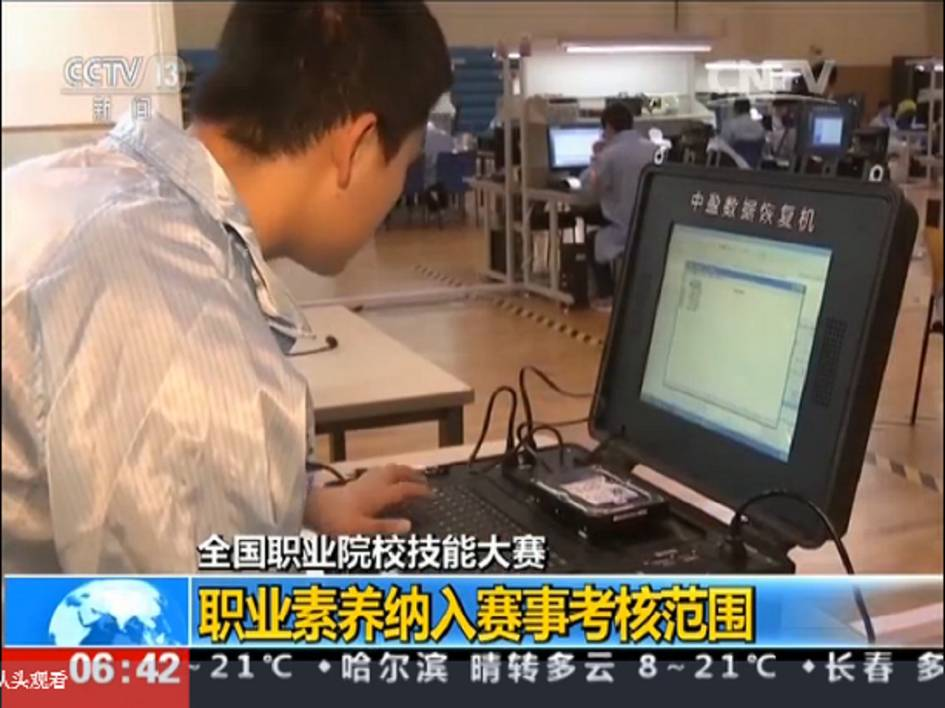 CCTV 13
新闻
CNTV
中盈数据恢复机
全国职业院校技能大赛
职业素养纳入赛事考核范围
06:42
~21℃ ·哈尔滨 晴转多云 8~21℃ ·长春 多
从头观看